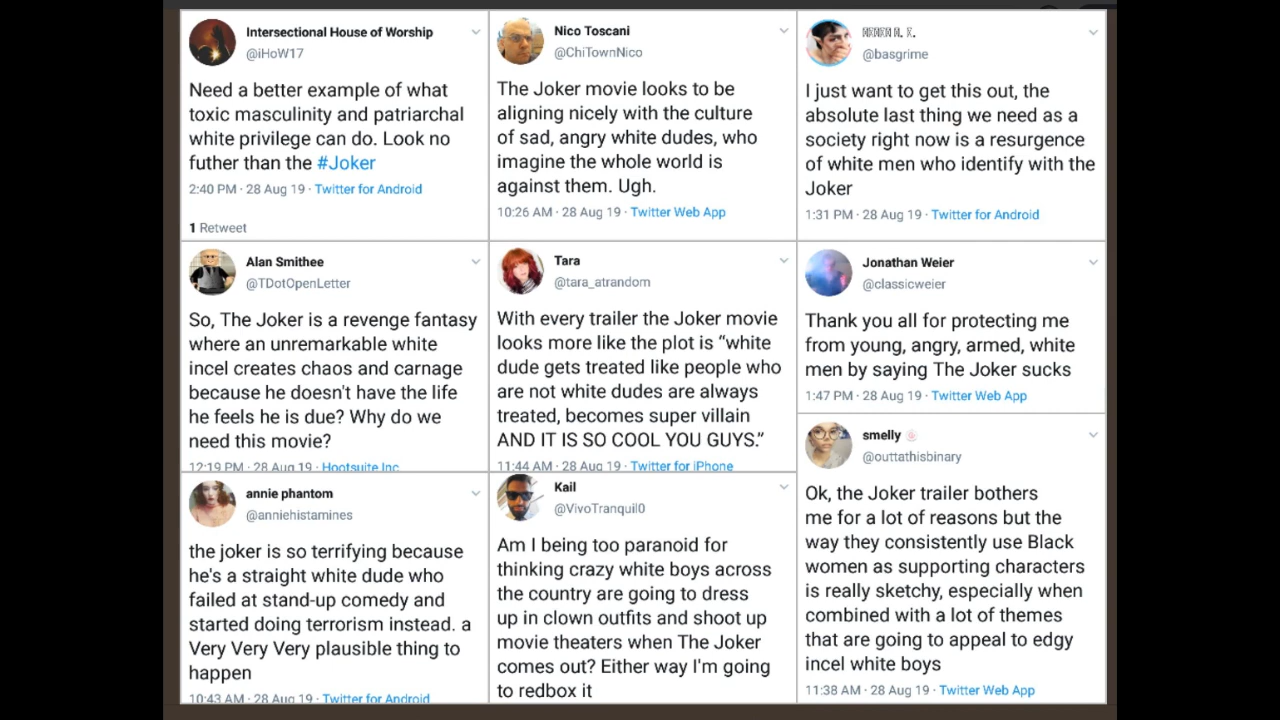 Intersectional House of Worship
@iHoW17
Need a better example of what
toxic masculinity and patriarchal
white privilege can do. Look no
futher than the #Joker
2:40 PM · 28 Aug 19 · Twitter for Android
1 Retweet
Nico Toscani
@ChiTownNico
The Joker movie looks to be
aligning nicely with the culture
of sad, angry white dudes, who
imagine the whole world is
against them. Ugh.
10:26 AM · 28 Aug 19 · Twitter Web App
@basgrime
I just want to get this out, the
absolute last thing we need as a
society right now is a resurgence
of white men who identify with the
Joker
1:31 PM · 28 Aug 19 · Twitter for Android
Alan Smithee
@TDotOpenLetter
So, The Joker is a revenge fantasy
where an unremarkable white
incel creates chaos and carnage
because he doesn't have the life
he feels he is due? Why do we
need this movie?
12:19 PM · 28 Aug 19 · Hootsuite Inc.
Tara
@tara_atrandom
With every trailer the Joker movie
looks more like the plot is “white
dude gets treated like people who
are not white dudes are always
treated, becomes super villain
AND IT IS SO COOL YOU GUYS.”
11:44 AM · 28 Aug 19 · Twitter for iPhone
Jonathan Weier
@classicweier
Thank you all for protecting me
from young, angry, armed, white
men by saying The Joker sucks
1:47 PM · 28 Aug 19 · Twitter Web App
annie phantom
@anniehistamines
the joker is so terrifying because
he's a straight white dude who
failed at stand-up comedy and
started doing terrorism instead. a
Very Very Very plausible thing to
happen
10:43 AM · 28 Aug 19 · Twitter for Android
Kail
@VivoTranquil0
Am I being too paranoid for
thinking crazy white boys across
the country are going to dress
up in clown outfits and shoot up
movie theaters when The Joker
comes out? Either way I'm going
to redbox it
smelly
@outtathisbinary
Ok, the Joker trailer bothers
me for a lot of reasons but the
way they consistently use Black
women as supporting characters
is really sketchy, especially when
combined with a lot of themes
that are going to appeal to edgy
incel white boys
11:38 AM · 28 Aug 19 · Twitter Web App